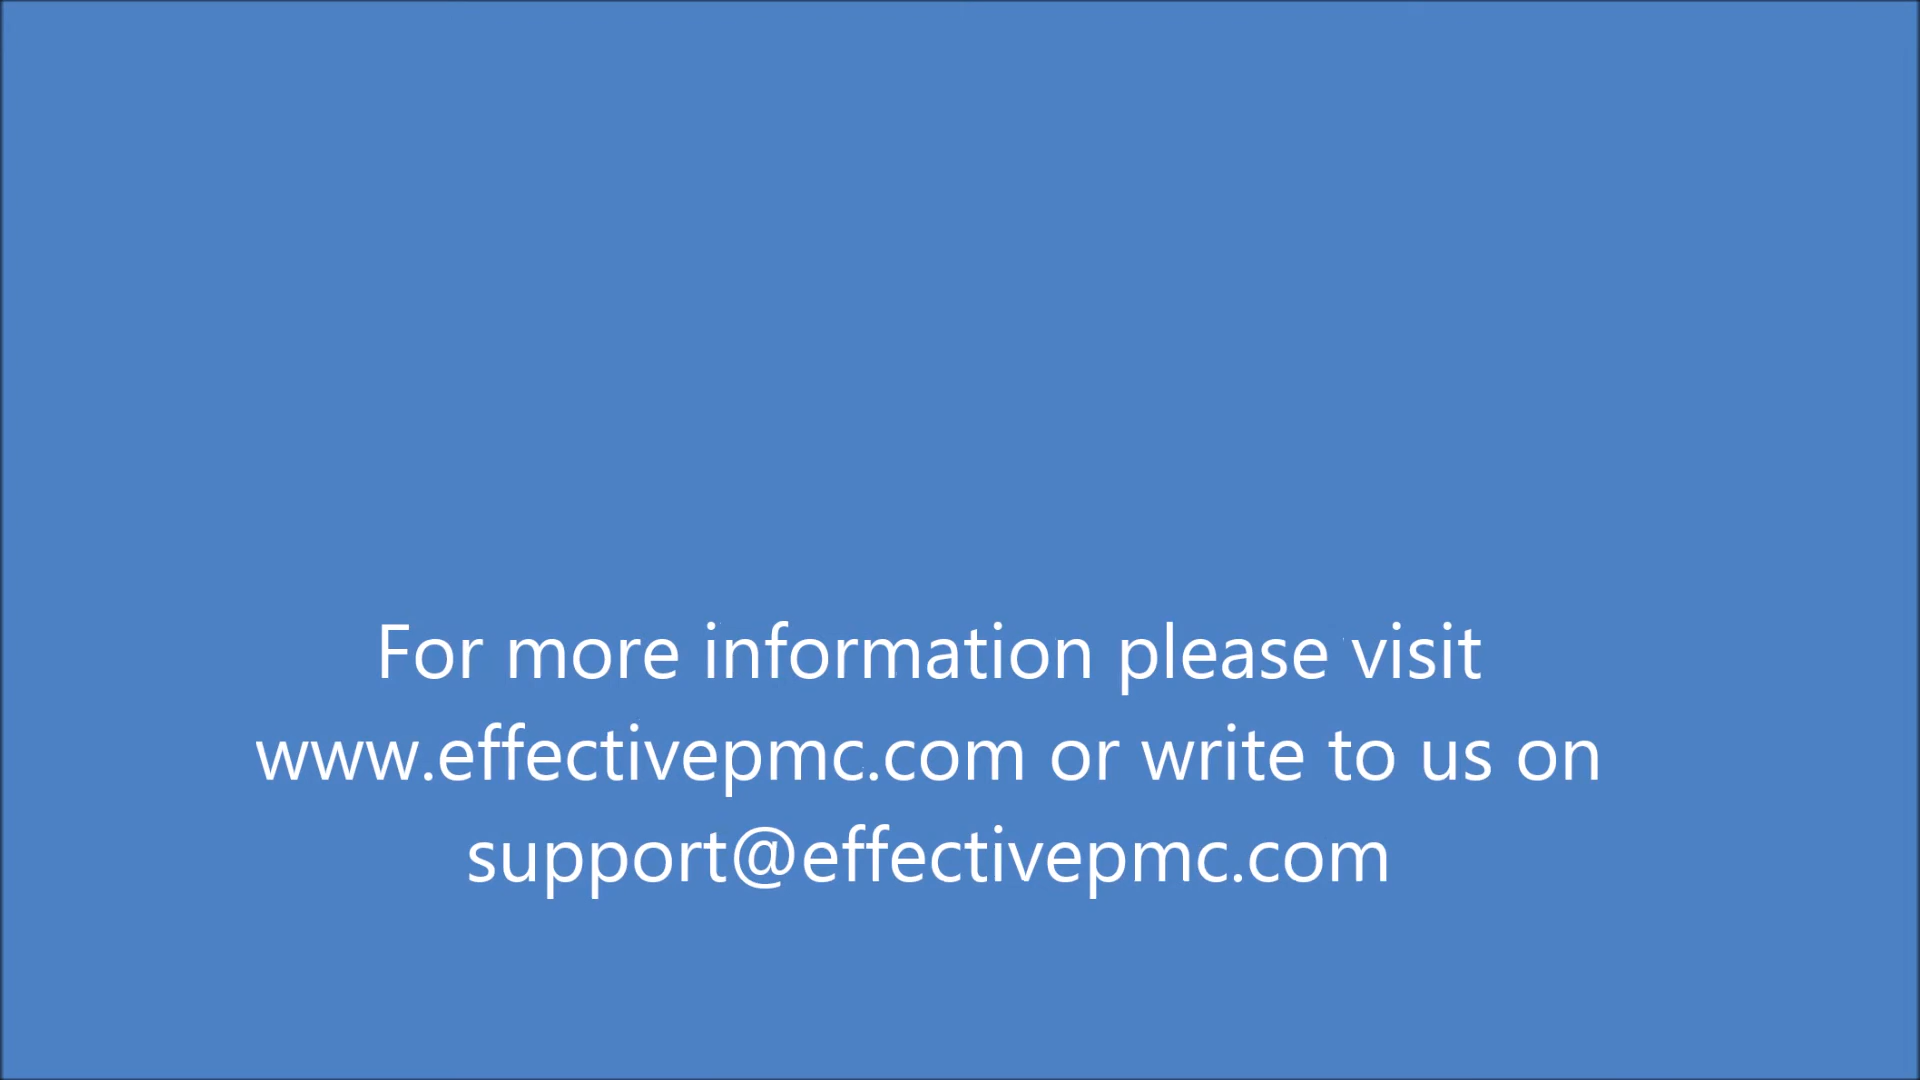 For more information please visit
www.effectivepmc.com or write to us on
support@effectivepmc.com